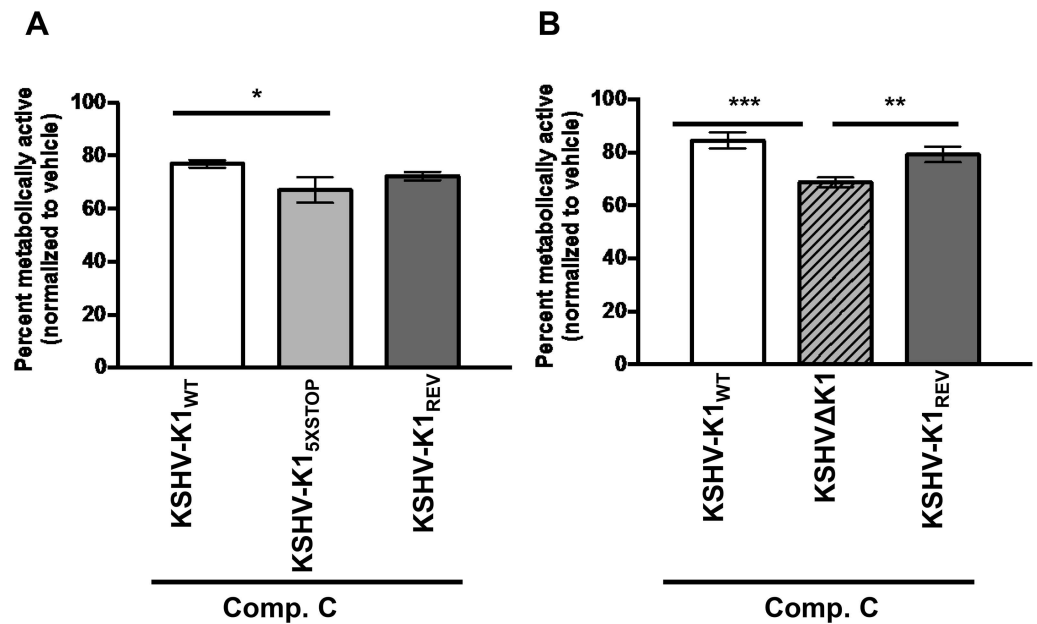 A
Percent metabolically active
(normalized to vehicle)
100
80
60
40
20
0
*
KSHV-K1WT
KSHV-K15XSTOP
KSHV-K1REV
Comp. C
B
Percent metabolically active
(normalized to vehicle)
100
80
60
40
20
0
***
**
KSHV-K1WT
KSHVΔK1
KSHV-K1REV
Comp. C